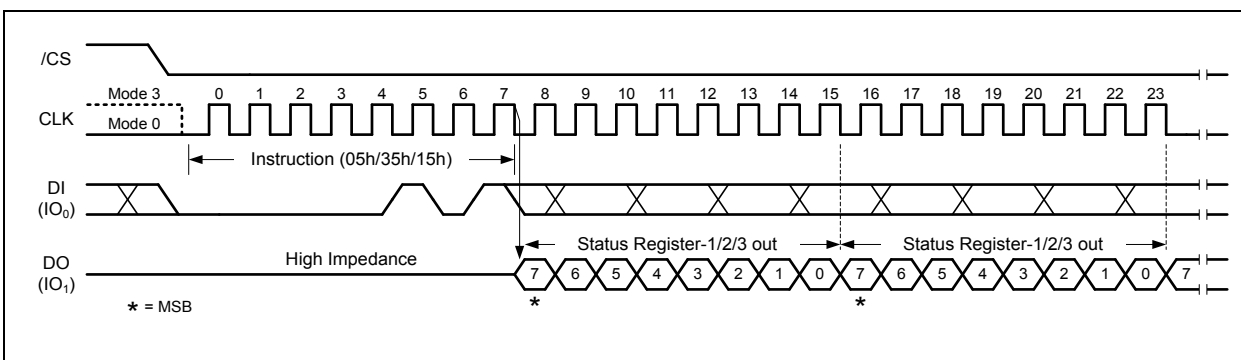 /CS
Mode 3
0 1 2 3 4 5 6 7 8 9 10 11 12 13 14 15 16 17 18 19 20 21 22 23
CLK
Mode 0
Instruction (05h/35h/15h)
DI
(IO₀)
Status Register-1/2/3 out
Status Register-1/2/3 out
High Impedance
DO
(IO₁)
7 6 5 4 3 2 1 0 7 6 5 4 3 2 1 0 7
* *
* = MSB